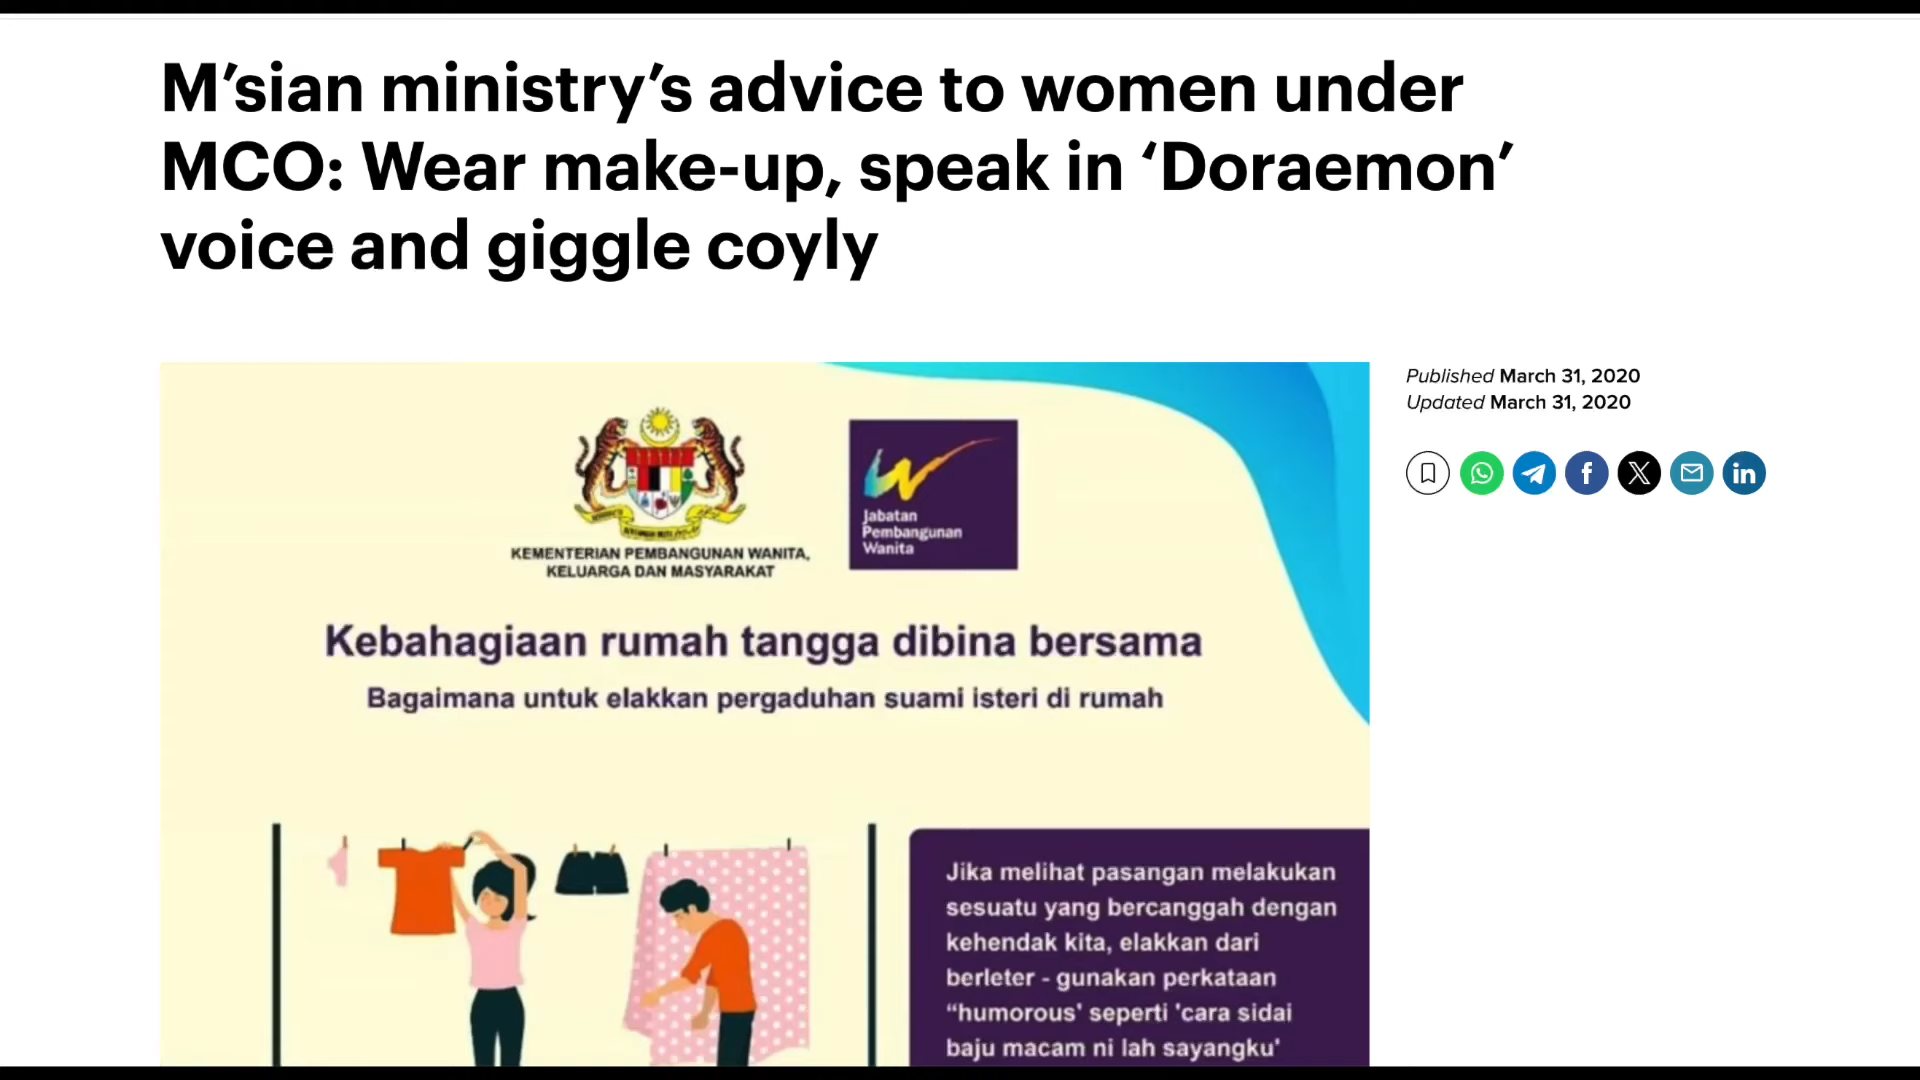 M’sian ministry’s advice to women under
MCO: Wear make-up, speak in ‘Doraemon’
voice and giggle coyly
Published March 31, 2020
Updated March 31, 2020
KEMENTERIAN PEMBANGUNAN WANITA,
KELUARGA DAN MASYARAKAT
Jabatan
Pembangunan
Wanita
Kebahagiaan rumah tangga dibina bersama
Bagaimana untuk elakkan pergaduhan suami isteri di rumah
Jika melihat pasangan melakukan
sesuatu yang bercanggah dengan
kehendak kita, elakkan dari
berleter - gunakan perkataan
“humorous' seperti 'cara sidai
baju macam ni lah sayangku'